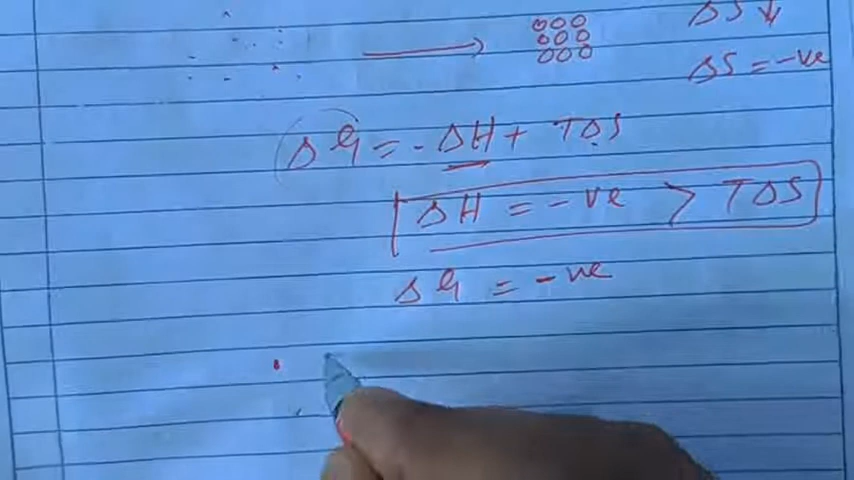 ΔS ↓
ΔS = -ve
ΔG = - ΔH + TΔS
ΔH = -ve > TΔS
ΔG = -ve